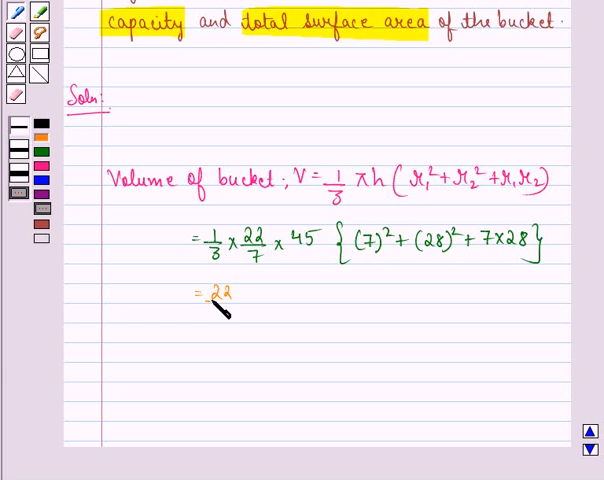 capacity and total surface area of the bucket.
Soln:
Volume of bucket; V = 1/3 πh (r₁² + r₂² + r₁r₂)
= 1/3 × 22/7 × 45 {(7)² + (28)² + 7×28}
= 22